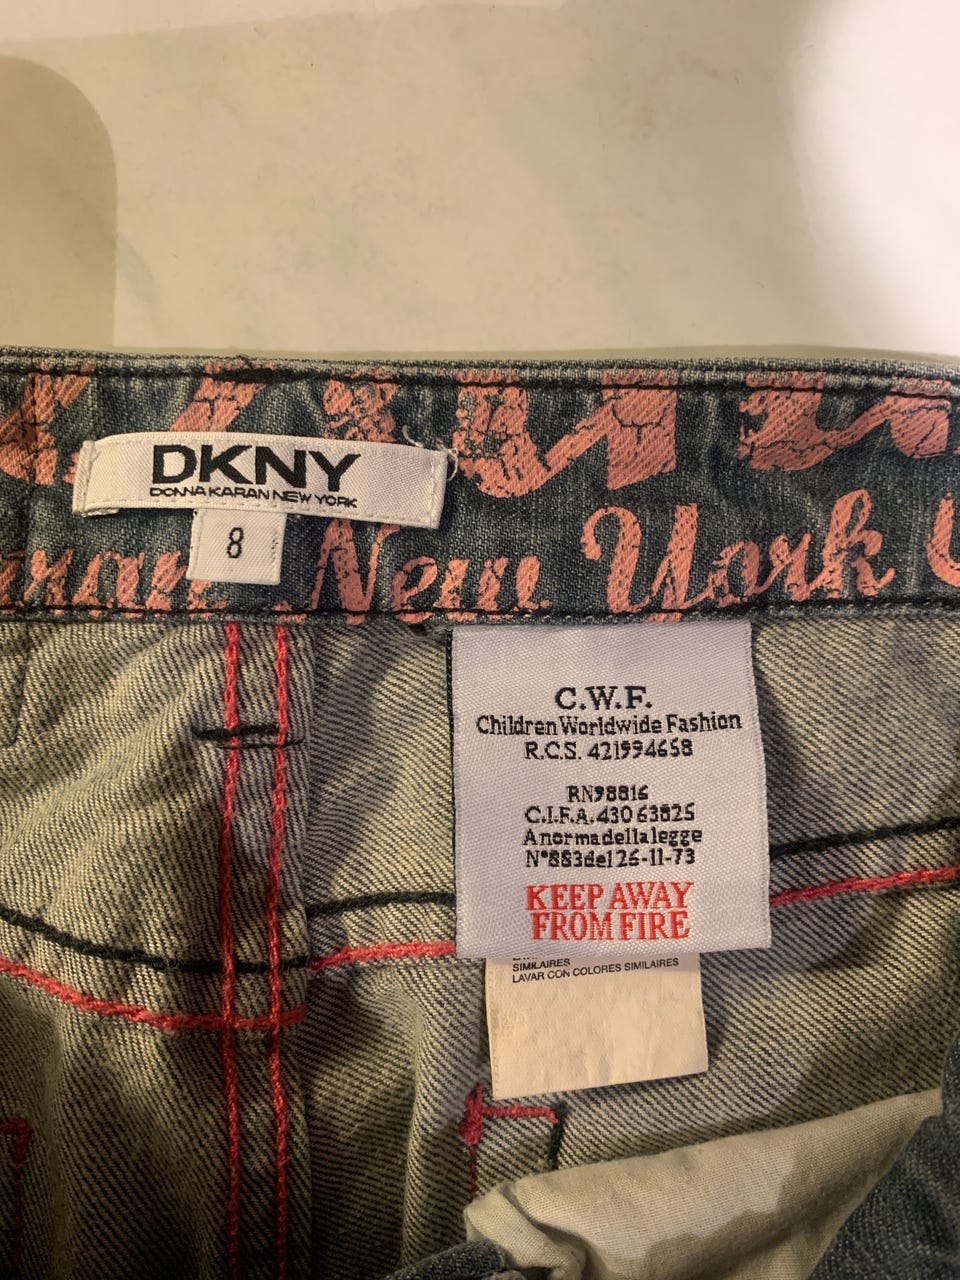 DKNY
DONNA KARAN NEW YORK
8
New York
C.W.F.
Children Worldwide Fashion
R.C.S. 421994658
RN98816
C.I.F.A. 430 63825
A norma della legge
N°883del 26-11-73
KEEP AWAY
FROM FIRE
SIMILAIRES
LAVAR CON COLORES SIMILAIRES